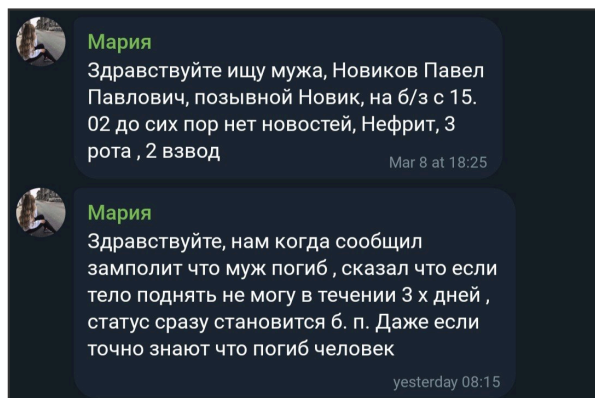 Мария
Здравствуйте ищу мужа, Новиков Павел
Павлович, позывной Новик, на б/з с 15.
02 до сих пор нет новостей, Нефрит, 3
рота , 2 взвод
Mar 8 at 18:25
Мария
Здравствуйте, нам когда сообщил
замполит что муж погиб , сказал что если
тело поднять не могу в течении 3 х дней ,
статус сразу становится б. п. Даже если
точно знают что погиб человек
yesterday 08:15